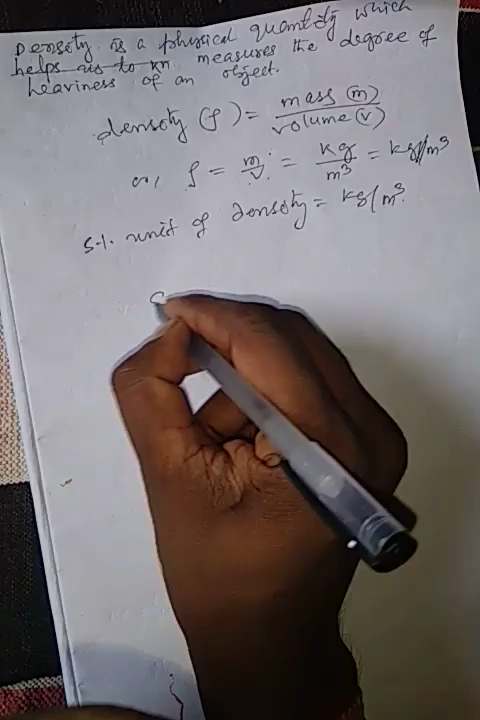 Density is a physical quantity which
helps us to kn measures the degree of
heaviness of an object.
density (ρ) = mass (m) / volume (v)
or, ρ = m/v = kg/m³ = kg/m³
S.I. unit of density = kg/m³.